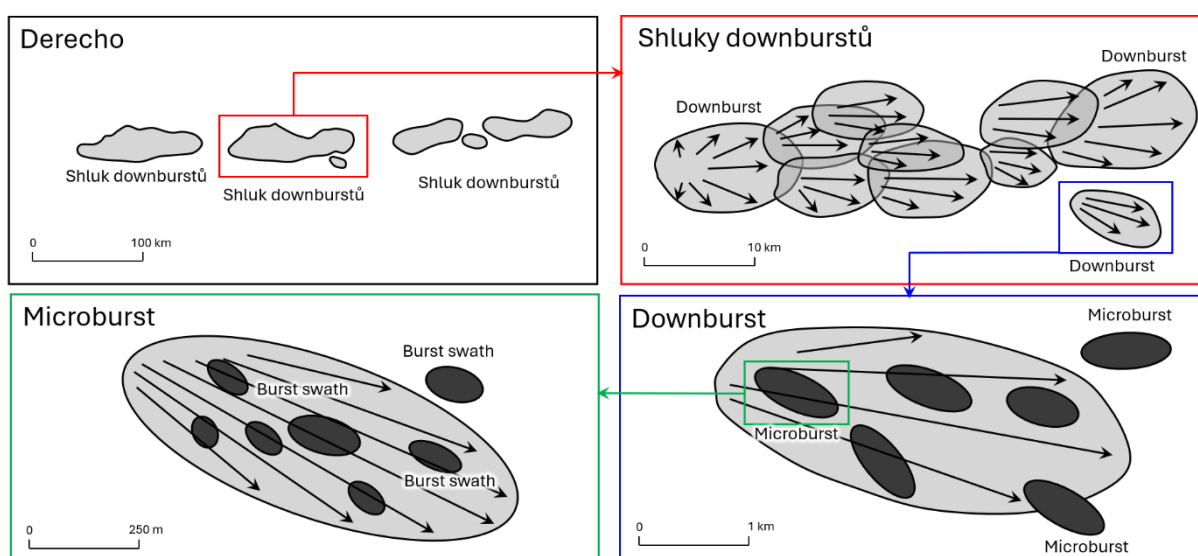 Derecho
Shluk downburstů
Shluk downburstů
Shluk downburstů
0
100 km
Shluky downburstů
Downburst
Downburst
Downburst
0
10 km
Microburst
Burst swath
Burst swath
Burst swath
0
250 m
Downburst
Microburst
Microburst
Microburst
0
1 km